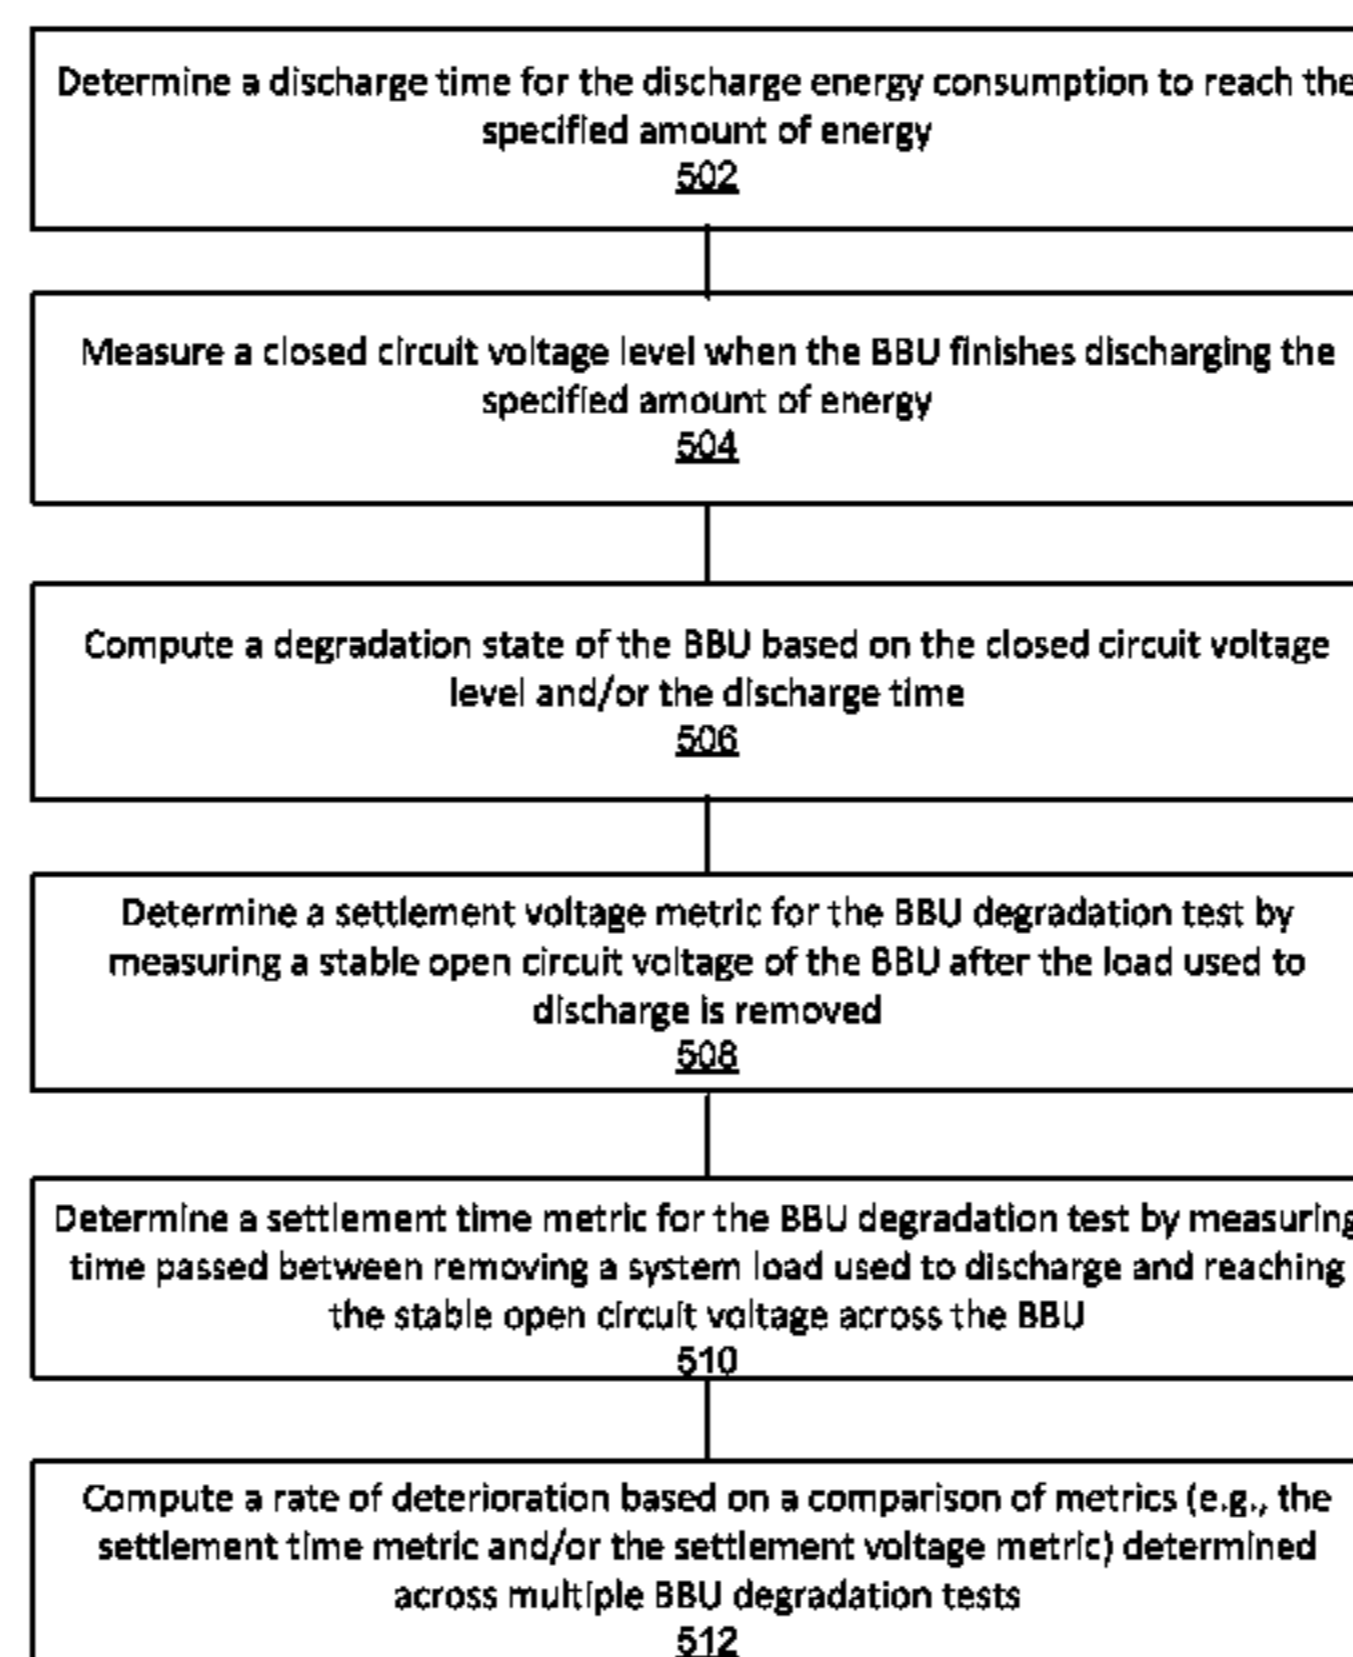 Determine a discharge time for the discharge energy consumption to reach the
specified amount of energy
502
Measure a closed circuit voltage level when the BBU finishes discharging the
specified amount of energy
504
Compute a degradation state of the BBU based on the closed circuit voltage
level and/or the discharge time
506
Determine a settlement voltage metric for the BBU degradation test by
measuring a stable open circuit voltage of the BBU after the load used to
discharge is removed
508
Determine a settlement time metric for the BBU degradation test by measuring
time passed between removing a system load used to discharge and reaching
the stable open circuit voltage across the BBU
510
Compute a rate of deterioration based on a comparison of metrics (e.g., the
settlement time metric and/or the settlement voltage metric) determined
across multiple BBU degradation tests
512